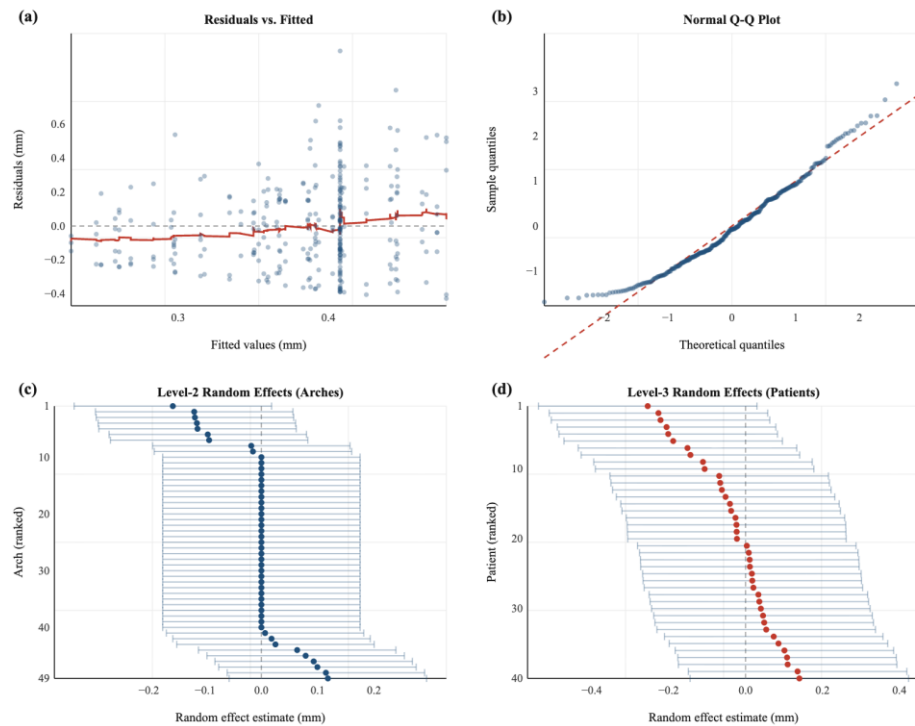 (a) Residuals vs. Fitted
Residuals (mm)
0.6
0.4
0.2
0.0
−0.2
−0.4
0.3 0.4
Fitted values (mm)
(b) Normal Q-Q Plot
Sample quantiles
3
2
1
0
−1
−2 −1 0 1 2
Theoretical quantiles
(c) Level-2 Random Effects (Arches)
Arch (ranked)
1
10
20
30
40
49
−0.2 −0.1 0.0 0.1 0.2
Random effect estimate (mm)
(d) Level-3 Random Effects (Patients)
Patient (ranked)
1
10
20
30
40
−0.4 −0.2 0.0 0.2 0.4
Random effect estimate (mm)